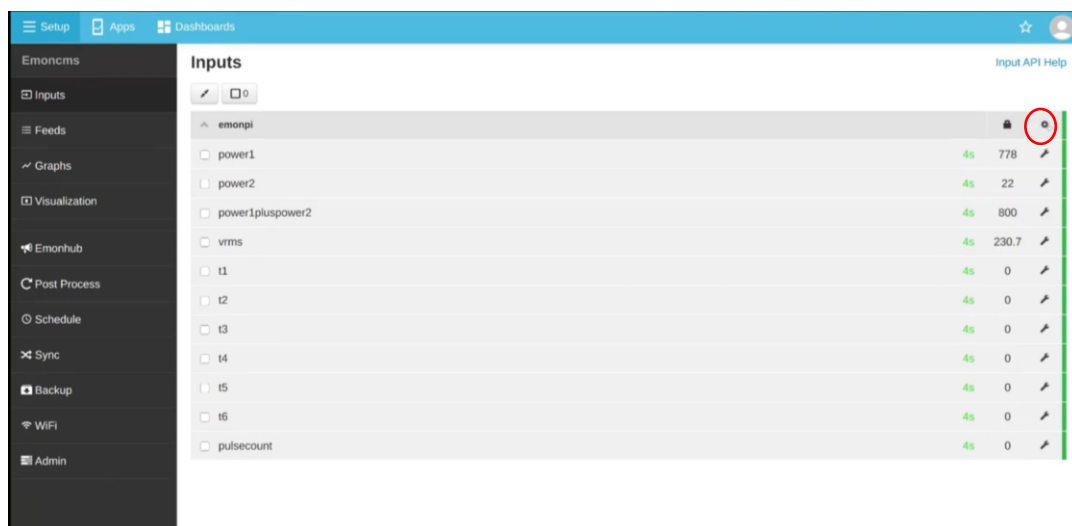 Setup Apps Dashboards
Emoncms
Inputs
Feeds
Graphs
Visualization
Emonhub
Post Process
Schedule
Sync
Backup
WiFi
Admin
Inputs Input API Help
0
emonpi
power1 4s 778
power2 4s 22
power1pluspower2 4s 800
vrms 4s 230.7
t1 4s 0
t2 4s 0
t3 4s 0
t4 4s 0
t5 4s 0
t6 4s 0
pulsecount 4s 0